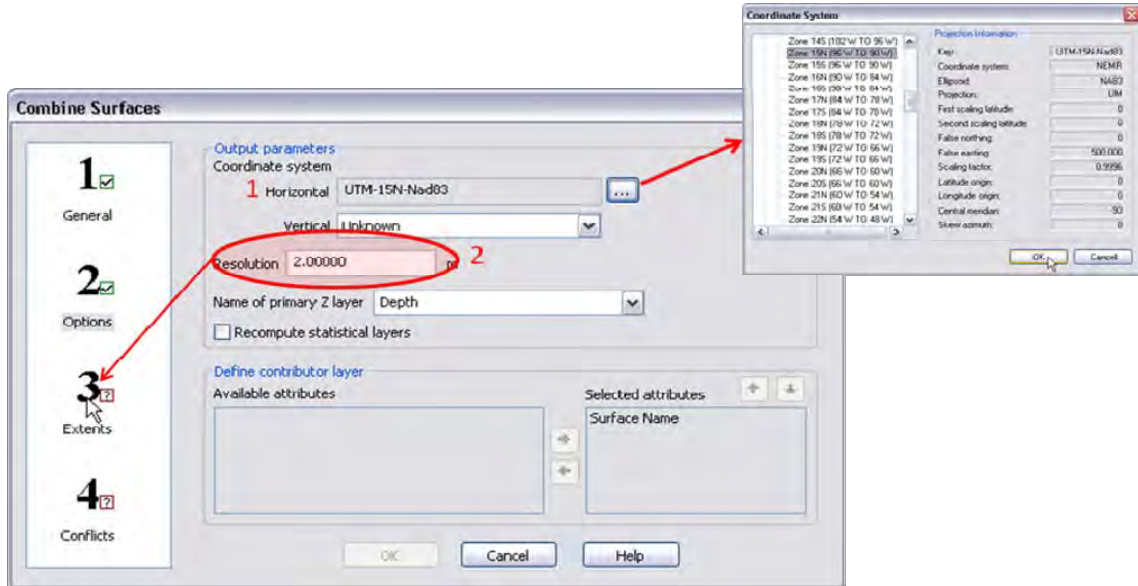 Coordinate System
Zone 14S (102 W TO 96 W)
Zone 15N (96 W TO 90 W)
Zone 15S (96 W TO 90 W)
Zone 16N (90 W TO 84 W)
Zone 16S (90 W TO 84 W)
Zone 17N (84 W TO 78 W)
Zone 17S (84 W TO 78 W)
Zone 18N (78 W TO 72 W)
Zone 18S (78 W TO 72 W)
Zone 19N (72 W TO 66 W)
Zone 19S (72 W TO 66 W)
Zone 20N (66 W TO 60 W)
Zone 20S (66 W TO 60 W)
Zone 21N (60 W TO 54 W)
Zone 21S (60 W TO 54 W)
Zone 22N (54 W TO 48 W)
Projection Information
Key: UTM-15N-Nad83
Coordinate system: NEMR
Ellipsoid: NA83
Projection: UM
First scaling latitude: 0
Second scaling latitude: 0
False northing: 0
False easting: 500,000
Scaling factor: 0.9996
Latitude origin: 0
Longitude origin: 0
Central meridian: -90
Skew azimuth: 0
OK
Cancel
Combine Surfaces
1
General
2
Options
3
Extents
4
Conflicts
Output parameters
Coordinate system
1 Horizontal UTM-15N-Nad83 ...
Vertical Unknown
Resolution 2.00000 m 2
Name of primary Z layer Depth
Recompute statistical layers
Define contributor layer
Available attributes
Selected attributes
Surface Name
OK
Cancel
Help